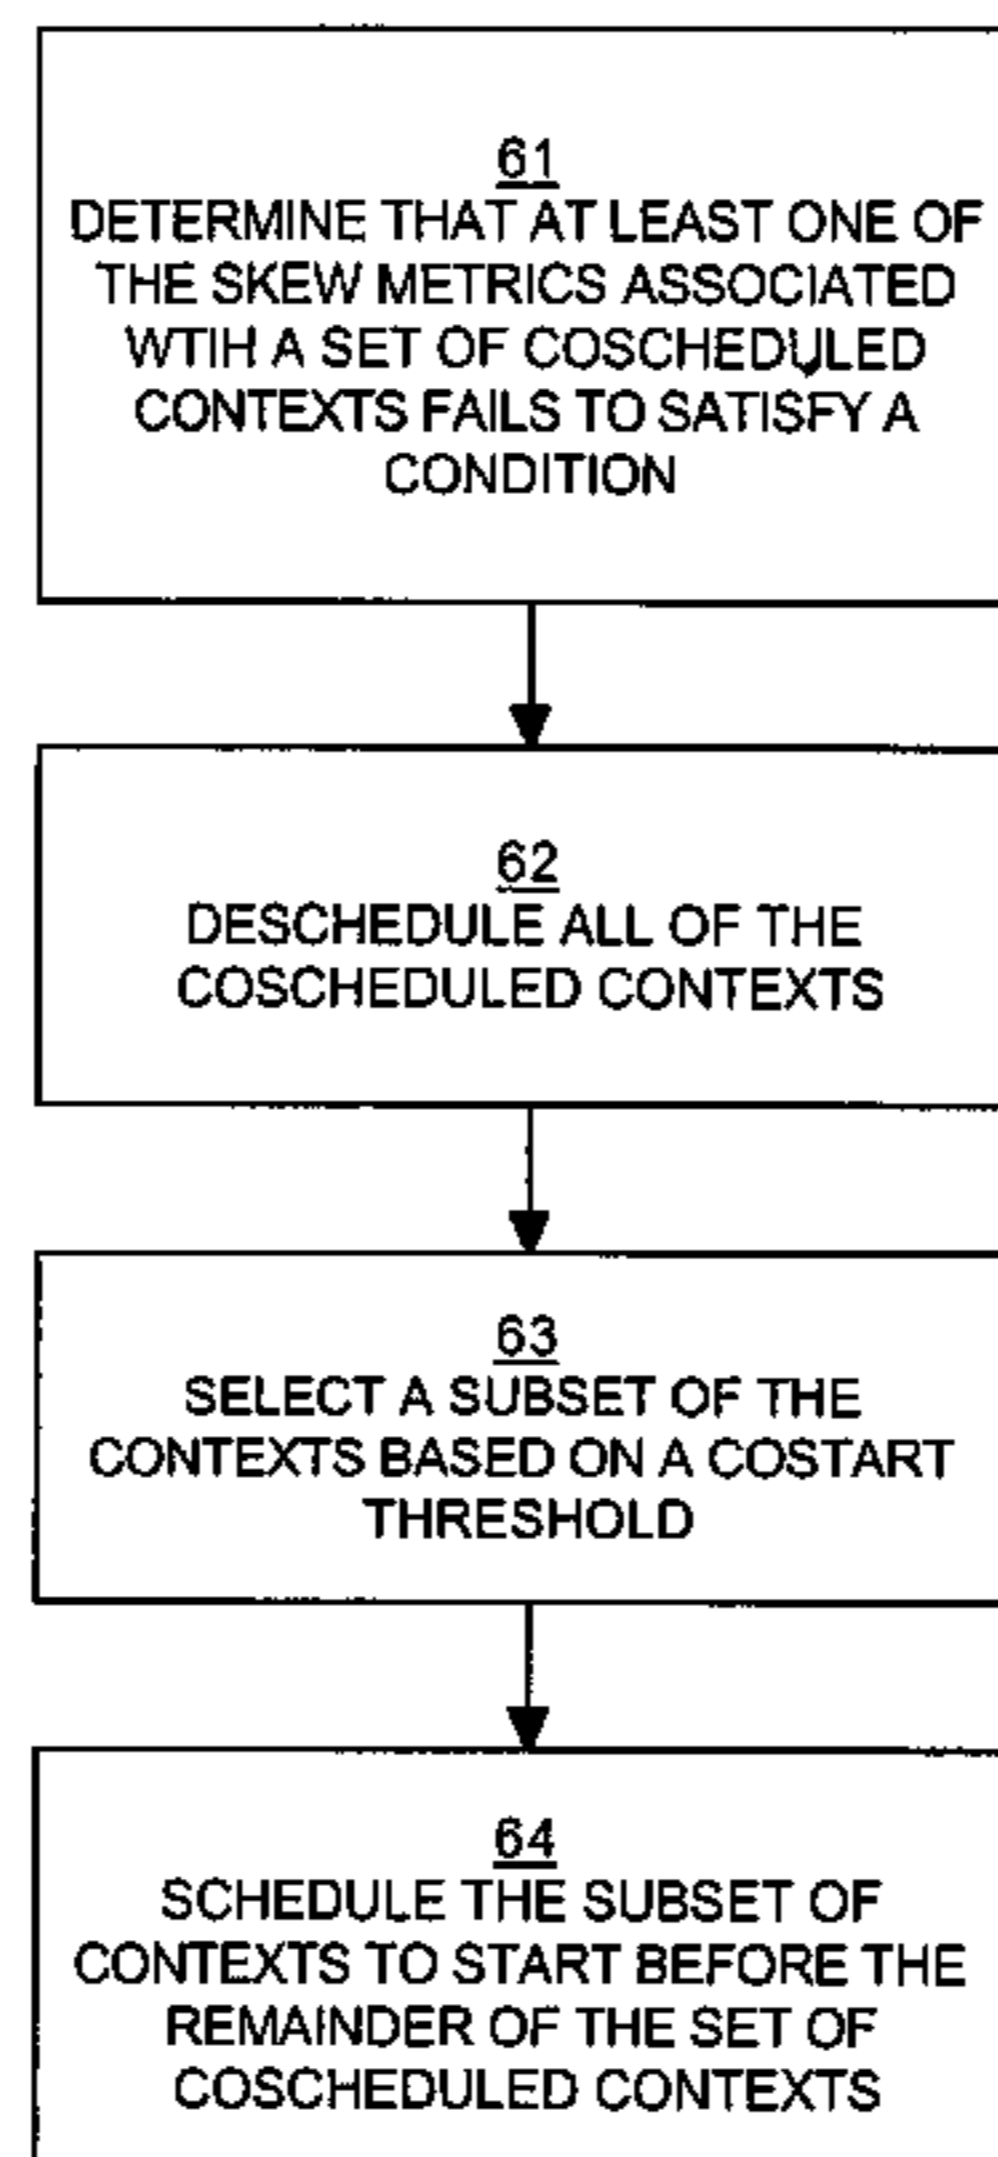 61
DETERMINE THAT AT LEAST ONE OF
THE SKEW METRICS ASSOCIATED
WTIH A SET OF COSCHEDULED
CONTEXTS FAILS TO SATISFY A
CONDITION
62
DESCHEDULE ALL OF THE
COSCHEDULED CONTEXTS
63
SELECT A SUBSET OF THE
CONTEXTS BASED ON A COSTART
THRESHOLD
64
SCHEDULE THE SUBSET OF
CONTEXTS TO START BEFORE THE
REMAINDER OF THE SET OF
COSCHEDULED CONTEXTS